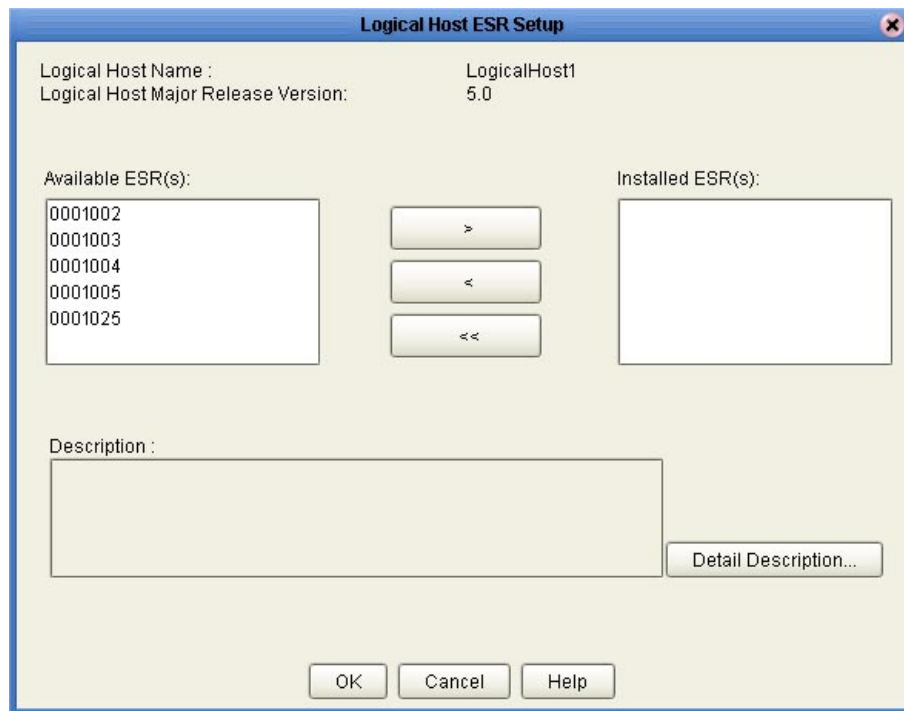 Logical Host ESR Setup
Logical Host Name : LogicalHost1
Logical Host Major Release Version: 5.0
Available ESR(s):
Installed ESR(s):
0001002
0001003
0001004
0001005
0001025
>
<
<<
Description :
Detail Description...
OK
Cancel
Help